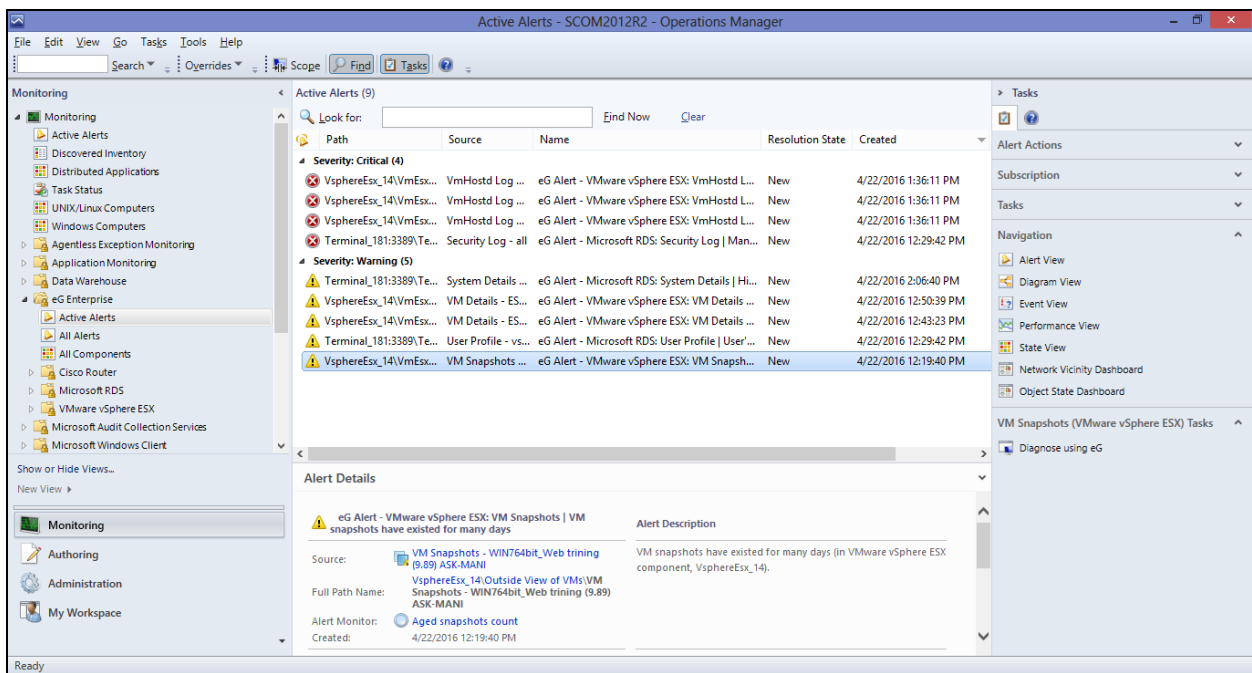 Active Alerts - SCOM2012R2 - Operations Manager
File Edit View Go Tasks Tools Help
Search Overrides Scope Find Tasks
Monitoring
Monitoring
Active Alerts
Discovered Inventory
Distributed Applications
Task Status
UNIX/Linux Computers
Windows Computers
Agentless Exception Monitoring
Application Monitoring
Data Warehouse
eG Enterprise
Active Alerts
All Alerts
All Components
Cisco Router
Microsoft RDS
VMware vSphere ESX
Microsoft Audit Collection Services
Microsoft Windows Client
Show or Hide Views...
New View
Monitoring
Authoring
Administration
My Workspace
Active Alerts (9)
Look for: Find Now Clear
Path Source Name Resolution State Created
Severity: Critical (4)
VsphereEsx_14\VmEsx... VmHostd Log ... eG Alert - VMware vSphere ESX: VmHostd L... New 4/22/2016 1:36:11 PM
VsphereEsx_14\VmEsx... VmHostd Log ... eG Alert - VMware vSphere ESX: VmHostd L... New 4/22/2016 1:36:11 PM
VsphereEsx_14\VmEsx... VmHostd Log ... eG Alert - VMware vSphere ESX: VmHostd L... New 4/22/2016 1:36:11 PM
Terminal_181:3389\Te... Security Log - all eG Alert - Microsoft RDS: Security Log | Man... New 4/22/2016 12:29:42 PM
Severity: Warning (5)
Terminal_181:3389\Te... System Details ... eG Alert - Microsoft RDS: System Details | Hi... New 4/22/2016 2:06:40 PM
VsphereEsx_14\VmEsx... VM Details - ES... eG Alert - VMware vSphere ESX: VM Details ... New 4/22/2016 12:50:39 PM
VsphereEsx_14\VmEsx... VM Details - ES... eG Alert - VMware vSphere ESX: VM Details ... New 4/22/2016 12:43:23 PM
Terminal_181:3389\Te... User Profile - vs... eG Alert - Microsoft RDS: User Profile | User'... New 4/22/2016 12:29:42 PM
VsphereEsx_14\VmEsx... VM Snapshots ... eG Alert - VMware vSphere ESX: VM Snapsh... New 4/22/2016 12:19:40 PM
Alert Details
eG Alert - VMware vSphere ESX: VM Snapshots | VM
snapshots have existed for many days
Source: VM Snapshots - WIN764bit_Web trining
(9.89) ASK-MANI
Full Path Name: VsphereEsx_14\Outside View of VMs\VM
Snapshots - WIN764bit_Web trining (9.89)
ASK-MANI
Alert Monitor: Aged snapshots count
Created: 4/22/2016 12:19:40 PM
Alert Description
VM snapshots have existed for many days (in VMware vSphere ESX
component, VsphereEsx_14).
Tasks
Alert Actions
Subscription
Tasks
Navigation
Alert View
Diagram View
Event View
Performance View
State View
Network Vicinity Dashboard
Object State Dashboard
VM Snapshots (VMware vSphere ESX) Tasks
Diagnose using eG
Ready